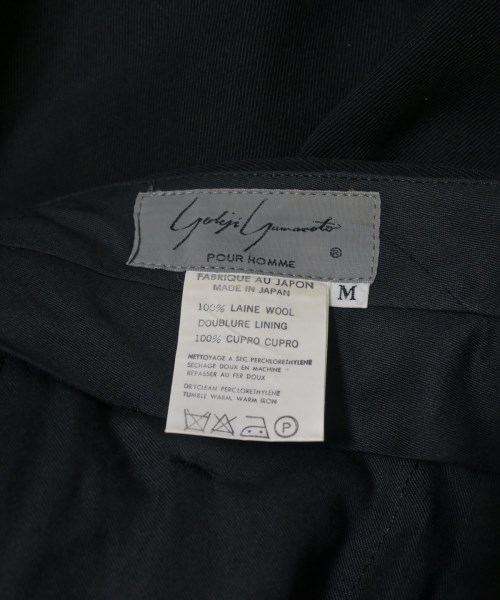 Yohji Yamamoto
POUR HOMME ®
M
FABRIQUE AU JAPON
MADE IN JAPAN
100% LAINE WOOL
DOUBLURE LINING
100% CUPRO CUPRO
NETTOYAGE A SEC PERCHLORETHYLENE
SECHAGE DOUX EN MACHINE
REPASSER AU FER DOUX
DRYCLEAN PERCLORETHYLENE
TUMBLE WARM WARM IRON
P